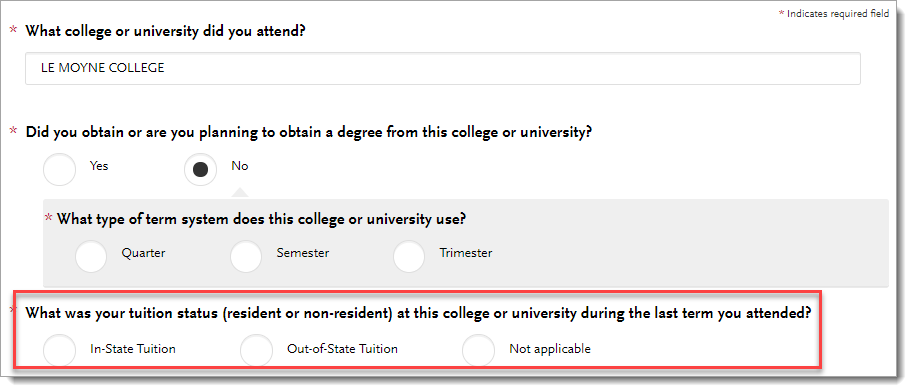 * Indicates required field
* What college or university did you attend?
LE MOYNE COLLEGE
* Did you obtain or are you planning to obtain a degree from this college or university?
Yes No
* What type of term system does this college or university use?
Quarter Semester Trimester
* What was your tuition status (resident or non-resident) at this college or university during the last term you attended?
In-State Tuition Out-of-State Tuition Not applicable